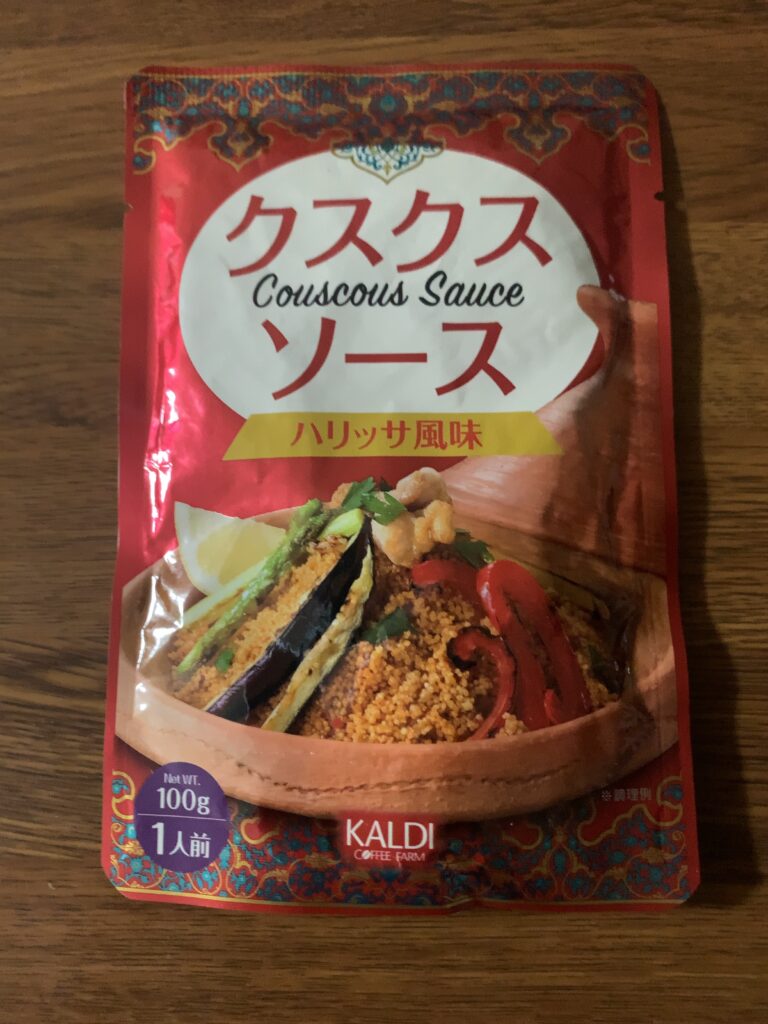 クスクス
Couscous Sauce
ソース
ハリッサ風味
※調理例
Net WT.
100g
1人前
KALDI
COFFEE FARM